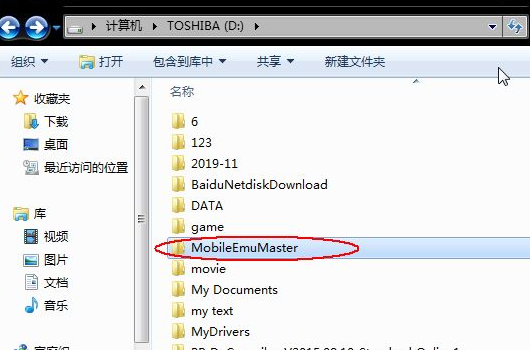 计算机 TOSHIBA (D:)
组织 打开 包含到库中 共享 新建文件夹
收藏夹
下载
桌面
最近访问的位置
库
视频
图片
文档
音乐
名称
6
123
2019-11
BaiduNetdiskDownload
DATA
game
MobileEmuMaster
movie
My Documents
my text
MyDrivers